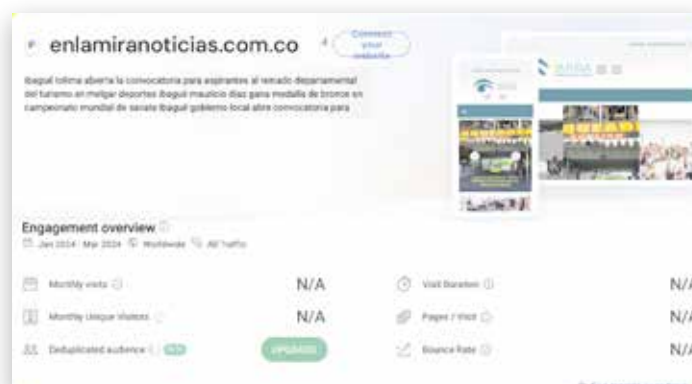 enlamiranoticias.com.co
Connect
your
website
Ibagué tolima abierta la convocatoria para aspirantes al reinado departamental
del turismo en melgar deportes ibagué mauricio díaz gana medalla de bronce en
campeonato mundial de savate ibagué gobierno local abre convocatoria para
Engagement overview
Jan 2024 - Mar 2024 Worldwide All Traffic
Monthly visits N/A Visit Duration N/A
Monthly Unique Visitors N/A Pages / Visit N/A
Deduplicated audience UPGRADE Bounce Rate N/A